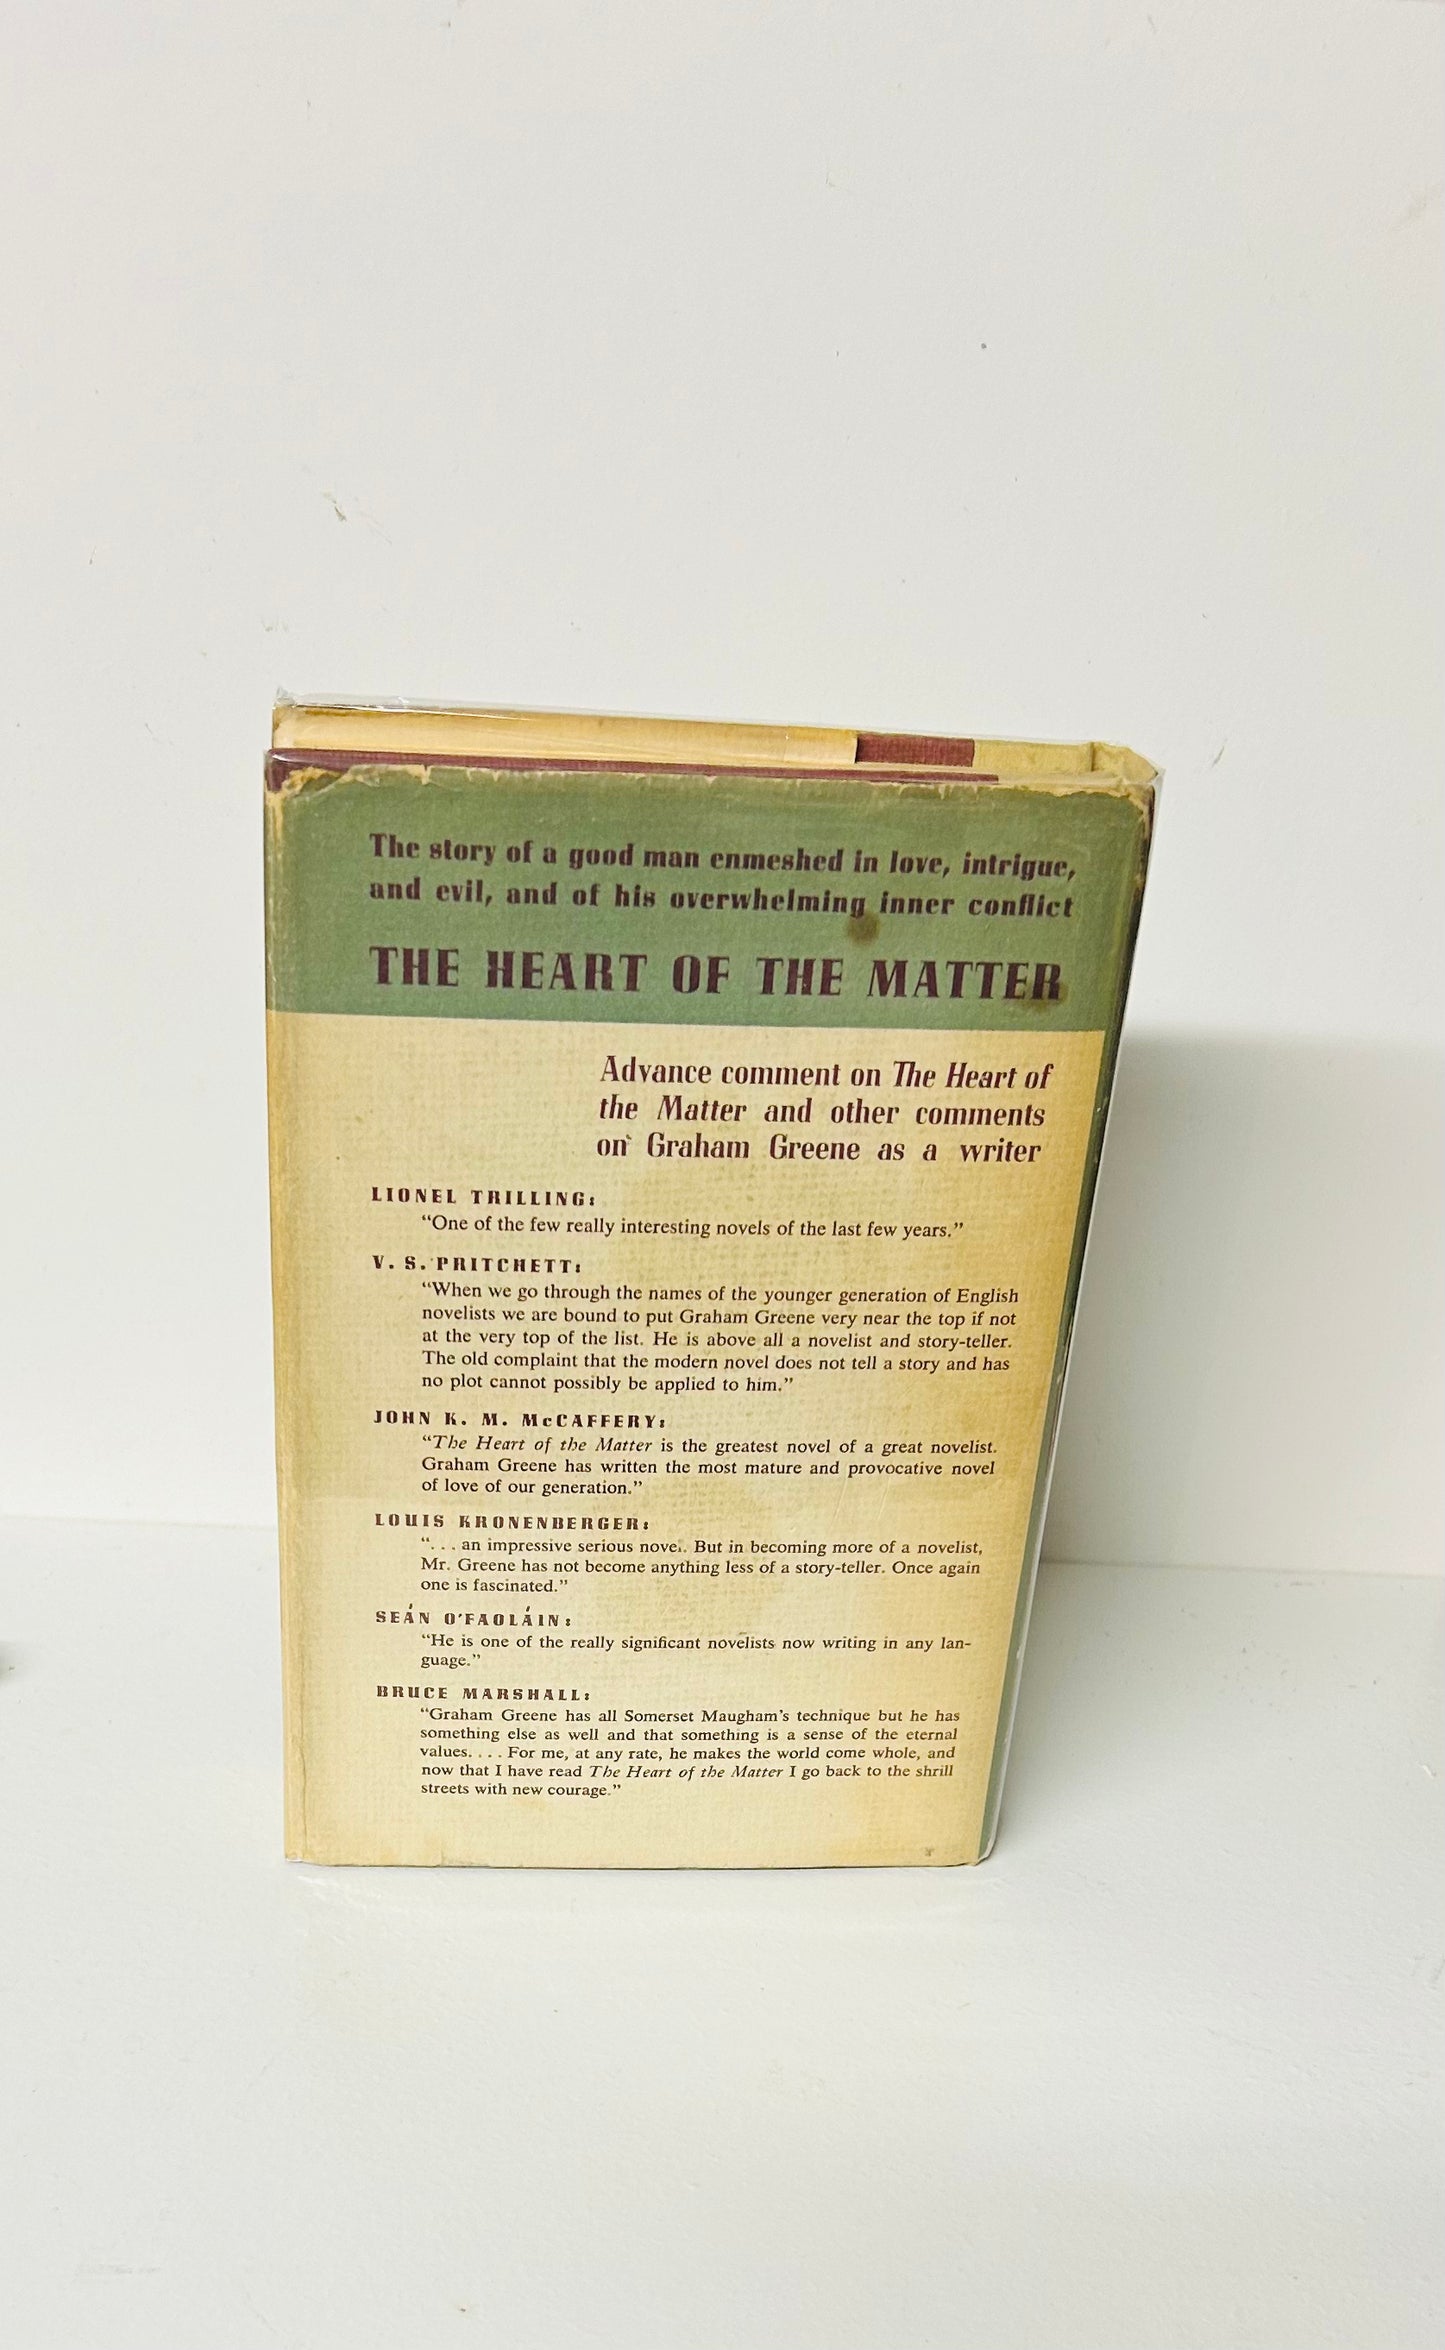 The story of a good man enmeshed in love, intrigue,
and evil, and of his overwhelming inner conflict
THE HEART OF THE MATTER
Advance comment on The Heart of
the Matter and other comments
on Graham Greene as a writer
LIONEL TRILLING:
“One of the few really interesting novels of the last few years.”
V. S. PRITCHETT:
“When we go through the names of the younger generation of English
novelists we are bound to put Graham Greene very near the top if not
at the very top of the list. He is above all a novelist and story-teller.
The old complaint that the modern novel does not tell a story and has
no plot cannot possibly be applied to him.”
JOHN K. M. McCAFFERY:
“The Heart of the Matter is the greatest novel of a great novelist.
Graham Greene has written the most mature and provocative novel
of love of our generation.”
LOUIS KRONENBERGER:
“. . . an impressive serious novel. But in becoming more of a novelist,
Mr. Greene has not become anything less of a story-teller. Once again
one is fascinated.”
SEÁN O'FAOLÁIN:
“He is one of the really significant novelists now writing in any lan-
guage.”
BRUCE MARSHALL:
“Graham Greene has all Somerset Maugham's technique but he has
something else as well and that something is a sense of the eternal
values. . . . For me, at any rate, he makes the world come whole, and
now that I have read The Heart of the Matter I go back to the shrill
streets with new courage.”